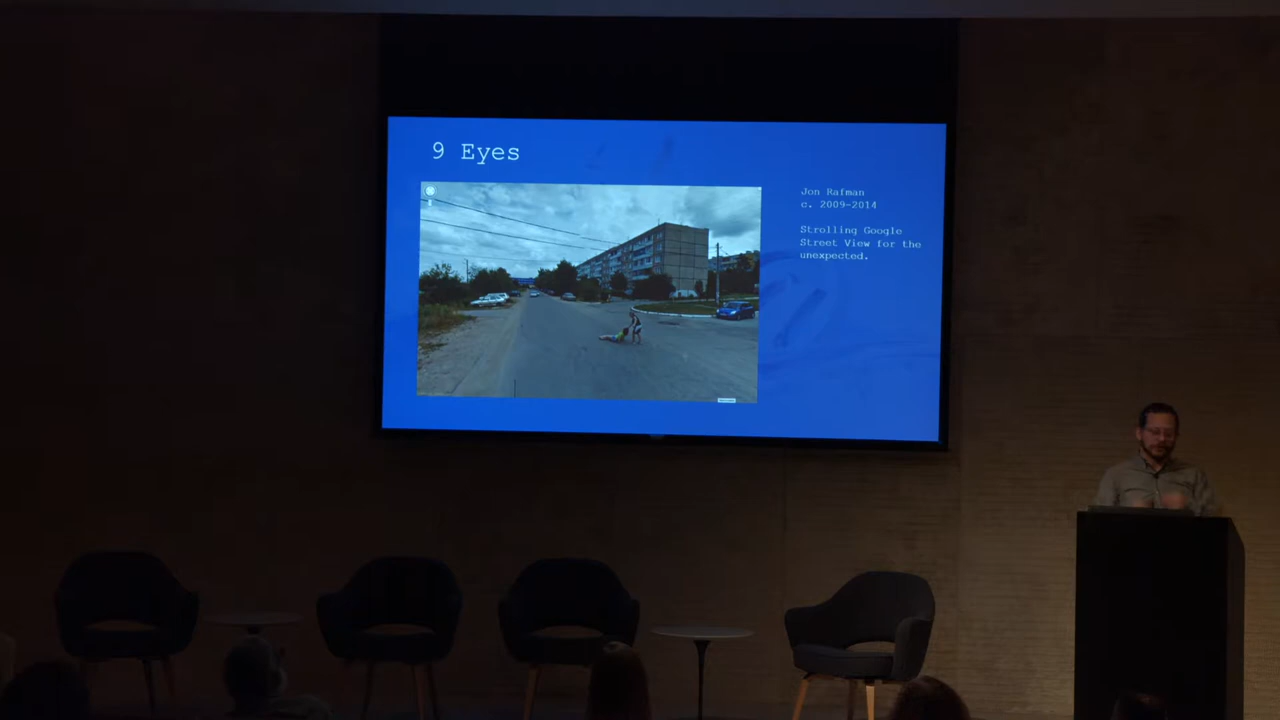 9 Eyes
Jon Rafman
c. 2009-2014
Strolling Google
Street View for the
unexpected.